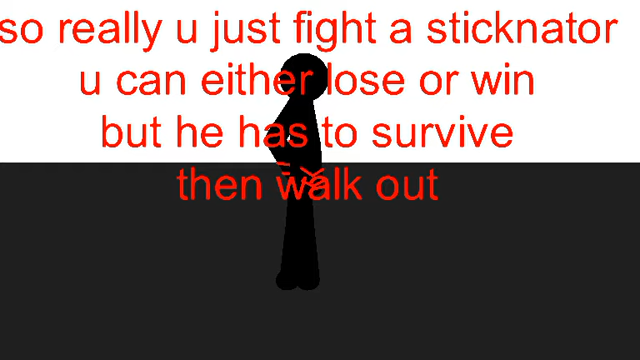 so really u just fight a sticknator
u can either lose or win
but he has to survive
then walk out